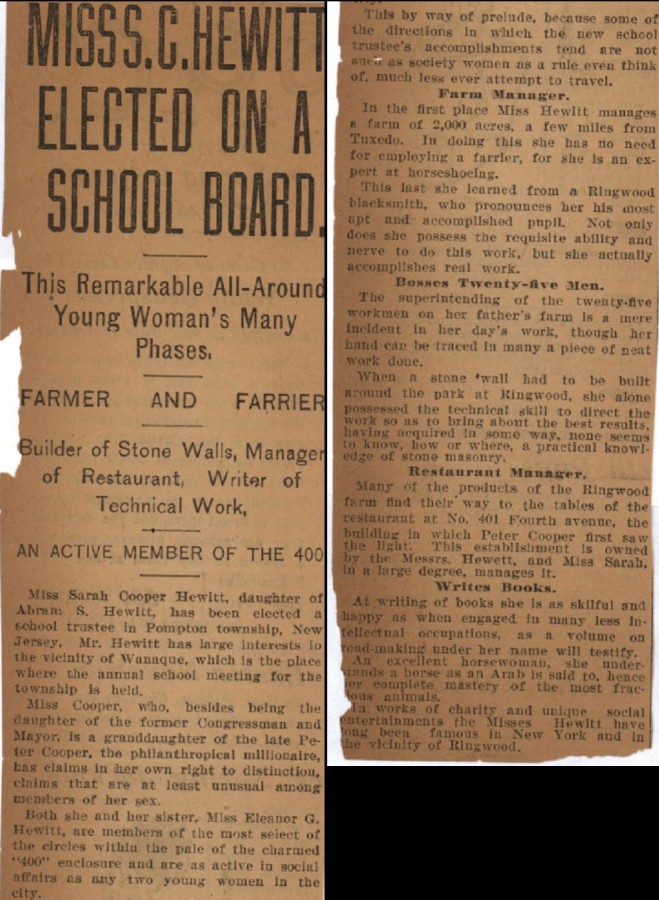 MISS S. C. HEWITT
ELECTED ON A
SCHOOL BOARD.
This Remarkable All-Around
Young Woman's Many
Phases.
FARMER AND FARRIER
Builder of Stone Walls, Manager
of Restaurant, Writer of
Technical Work,
AN ACTIVE MEMBER OF THE 400
Miss Sarah Cooper Hewitt, daughter of
Abram S. Hewitt, has been elected a
school trustee in Pompton township, New
Jersey. Mr. Hewitt has large interests in
the vicinity of Wanaque, which is the place
where the annual school meeting for the
township is held.
Miss Cooper, who, besides being the
daughter of the former Congressman and
Mayor, is a granddaughter of the late Pe-
ter Cooper, the philanthropical millionaire,
has claims in her own right to distinction,
claims that are at least unusual among
members of her sex.
Both she and her sister, Miss Eleanor G.
Hewitt, are members of the most select of
the circles within the pale of the charmed
"400" enclosure and are as active in social
affairs as any two young women in the
city.
This by way of prelude, because some of
the directions in which the new school
trustee's accomplishments tend are not
such as society women as a rule even think
of, much less ever attempt to travel.
Farm Manager.
In the first place Miss Hewitt manages
a farm of 2,000 acres, a few miles from
Tuxedo. In doing this she has no need
for employing a farrier, for she is an ex-
pert at horseshoeing.
This last she learned from a Ringwood
blacksmith, who pronounces her his most
apt and accomplished pupil. Not only
does she possess the requisite ability and
nerve to do this work, but she actually
accomplishes real work.
Bosses Twenty-five Men.
The superintending of the twenty-five
workmen on her father's farm is a mere
incident in her day's work, though her
hand can be traced in many a piece of neat
work done.
When a stone wall had to be built
around the park at Ringwood, she alone
possessed the technical skill to direct the
work so as to bring about the best results,
having acquired in some way, none seems
to know, how or where, a practical knowl-
edge of stone masonry.
Restaurant Manager.
Many of the products of the Ringwood
farm find their way to the tables of the
restaurant at No. 401 Fourth avenue, the
building in which Peter Cooper first saw
the light. This establishment is owned
by the Messrs. Hewett, and Miss Sarah,
in a large degree, manages it.
Writes Books.
At writing of books she is as skilful and
happy as when engaged in many less in-
tellectual occupations, as a volume on
road-making under her name will testify.
An excellent horsewoman, she under-
stands a horse as an Arab is said to, hence
her complete mastery of the most frac-
tious animals.
In works of charity and unique social
entertainments the Misses Hewitt have
long been famous in New York and in
the vicinity of Ringwood.